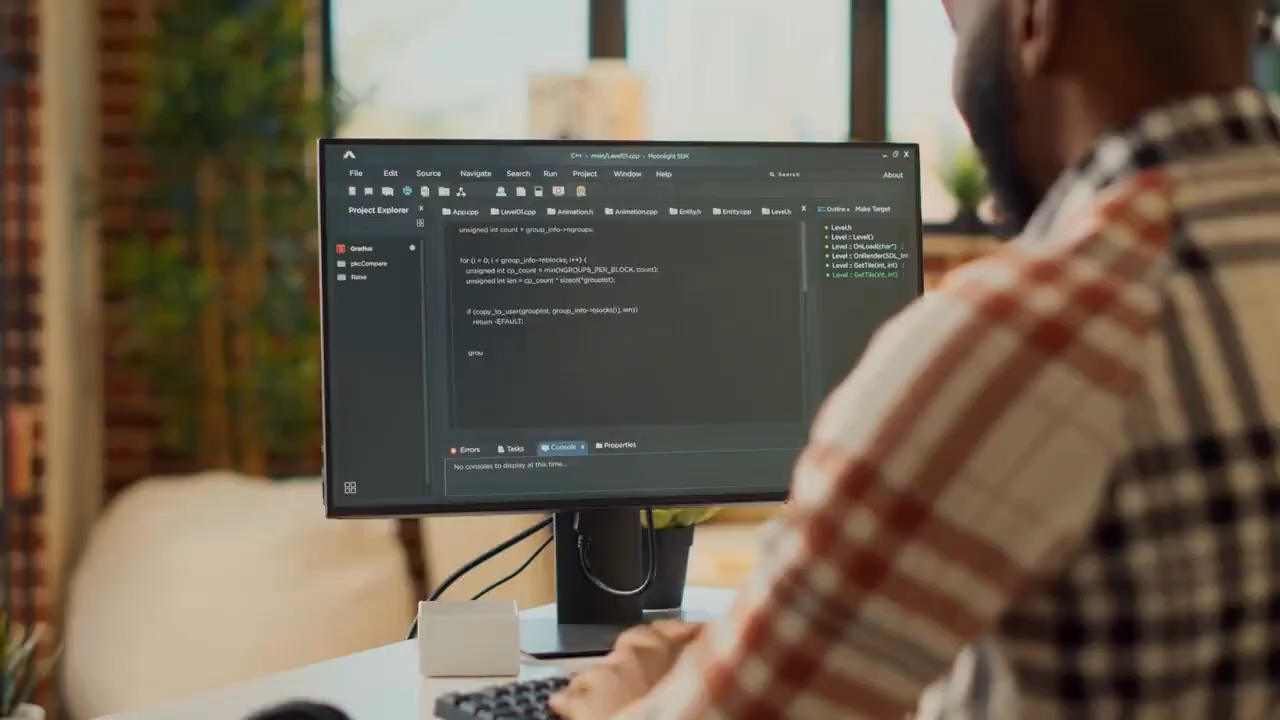 C++ - main/Level01.cpp - Moonlight SDK
File Edit Source Navigate Search Run Project Window Help Search About
Project Explorer x
App.cpp Level01.cpp Animation.h Animation.cpp Entity.h Entity.cpp Level.h x
Outline x Make Target
Gradius
pkcCompare
Raise
unsigned int count = group_info->ngroups;
for (i = 0; i < group_info->nblocks; i++) {
unsigned int cp_count = min(NGROUPS_PER_BLOCK, count);
unsigned int len = cp_count * sizeof(*grouplist);
if (copy_to_user(grouplist, group_info->blocks[i], len))
return -EFAULT;
grou
Level.h
Level :: Level()
Level :: OnLoad(char*) :
Level :: OnRender(SDL_Int
Level :: GetTile(int, int) :
Level :: GetTile(int, int)
Errors Tasks Console Properties
No consoles to display at this time...